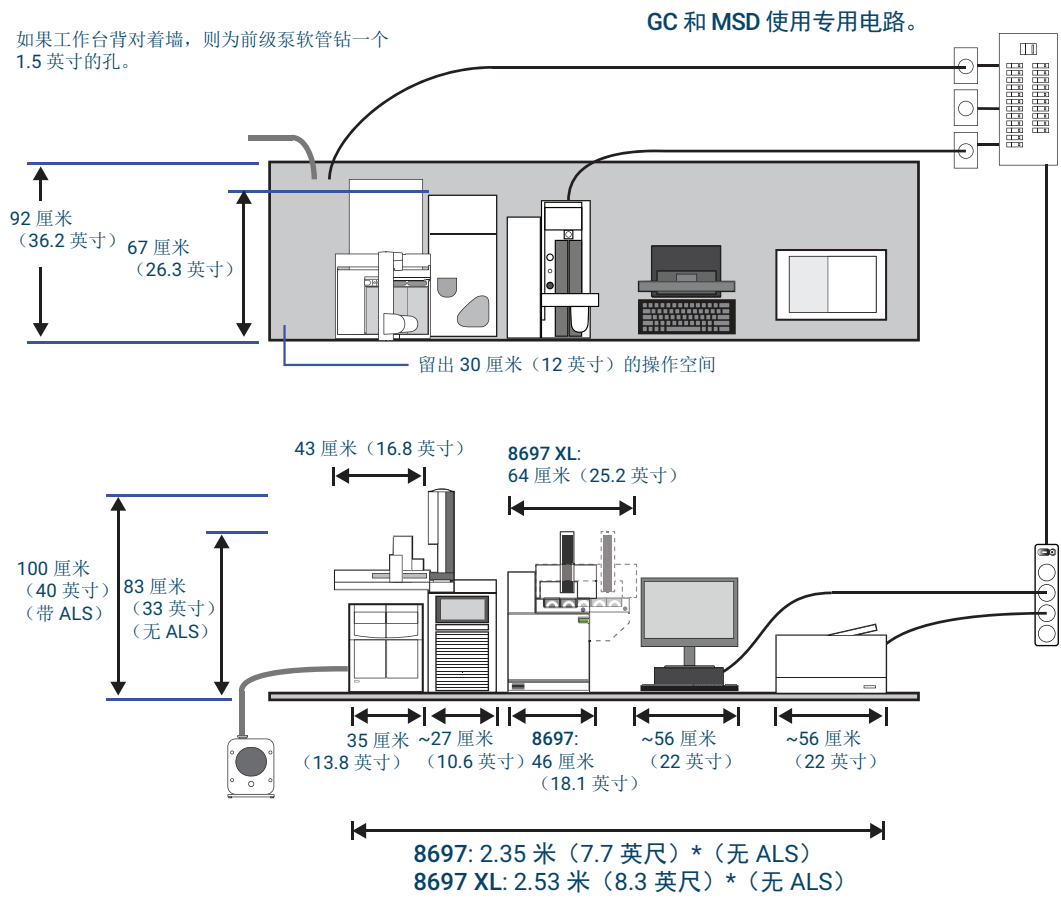 GC 和 MSD 使用专用电路。
如果工作台背对着墙，则为前级泵软管钻一个
1.5 英寸的孔。
92 厘米
（36.2 英寸）
67 厘米
（26.3 英寸）
留出 30 厘米（12 英寸）的操作空间
43 厘米（16.8 英寸）
8697 XL:
64 厘米（25.2 英寸）
100 厘米
（40 英寸）
（带 ALS）
83 厘米
（33 英寸）
（无 ALS）
35 厘米
（13.8 英寸）
~27 厘米
（10.6 英寸）
8697:
46 厘米
（18.1 英寸）
~56 厘米
（22 英寸）
~56 厘米
（22 英寸）
8697: 2.35 米（7.7 英尺）*（无 ALS）
8697 XL: 2.53 米（8.3 英尺）*（无 ALS）